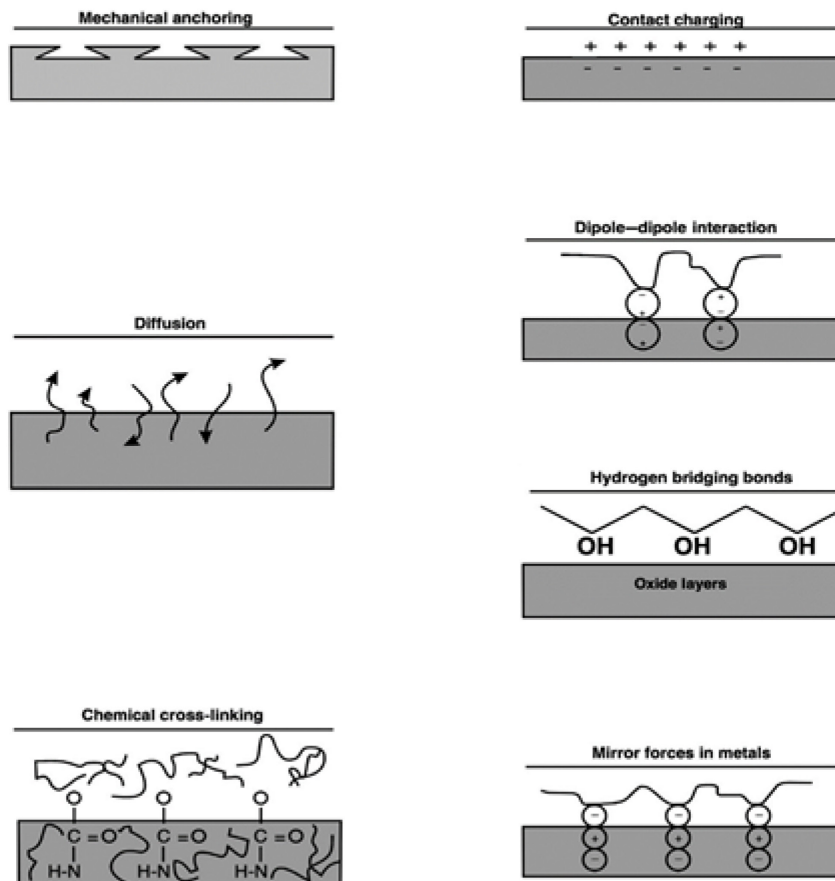 Mechanical anchoring
Contact charging
+ + + + + +
- - - - - -
Dipole–dipole interaction
- +
+ -
- +
+ -
Diffusion
Hydrogen bridging bonds
OH OH OH
Oxide layers
Chemical cross-linking
O O O
C=O C=O C=O
H-N H-N H-N
Mirror forces in metals
- - -
+ + +
- - -